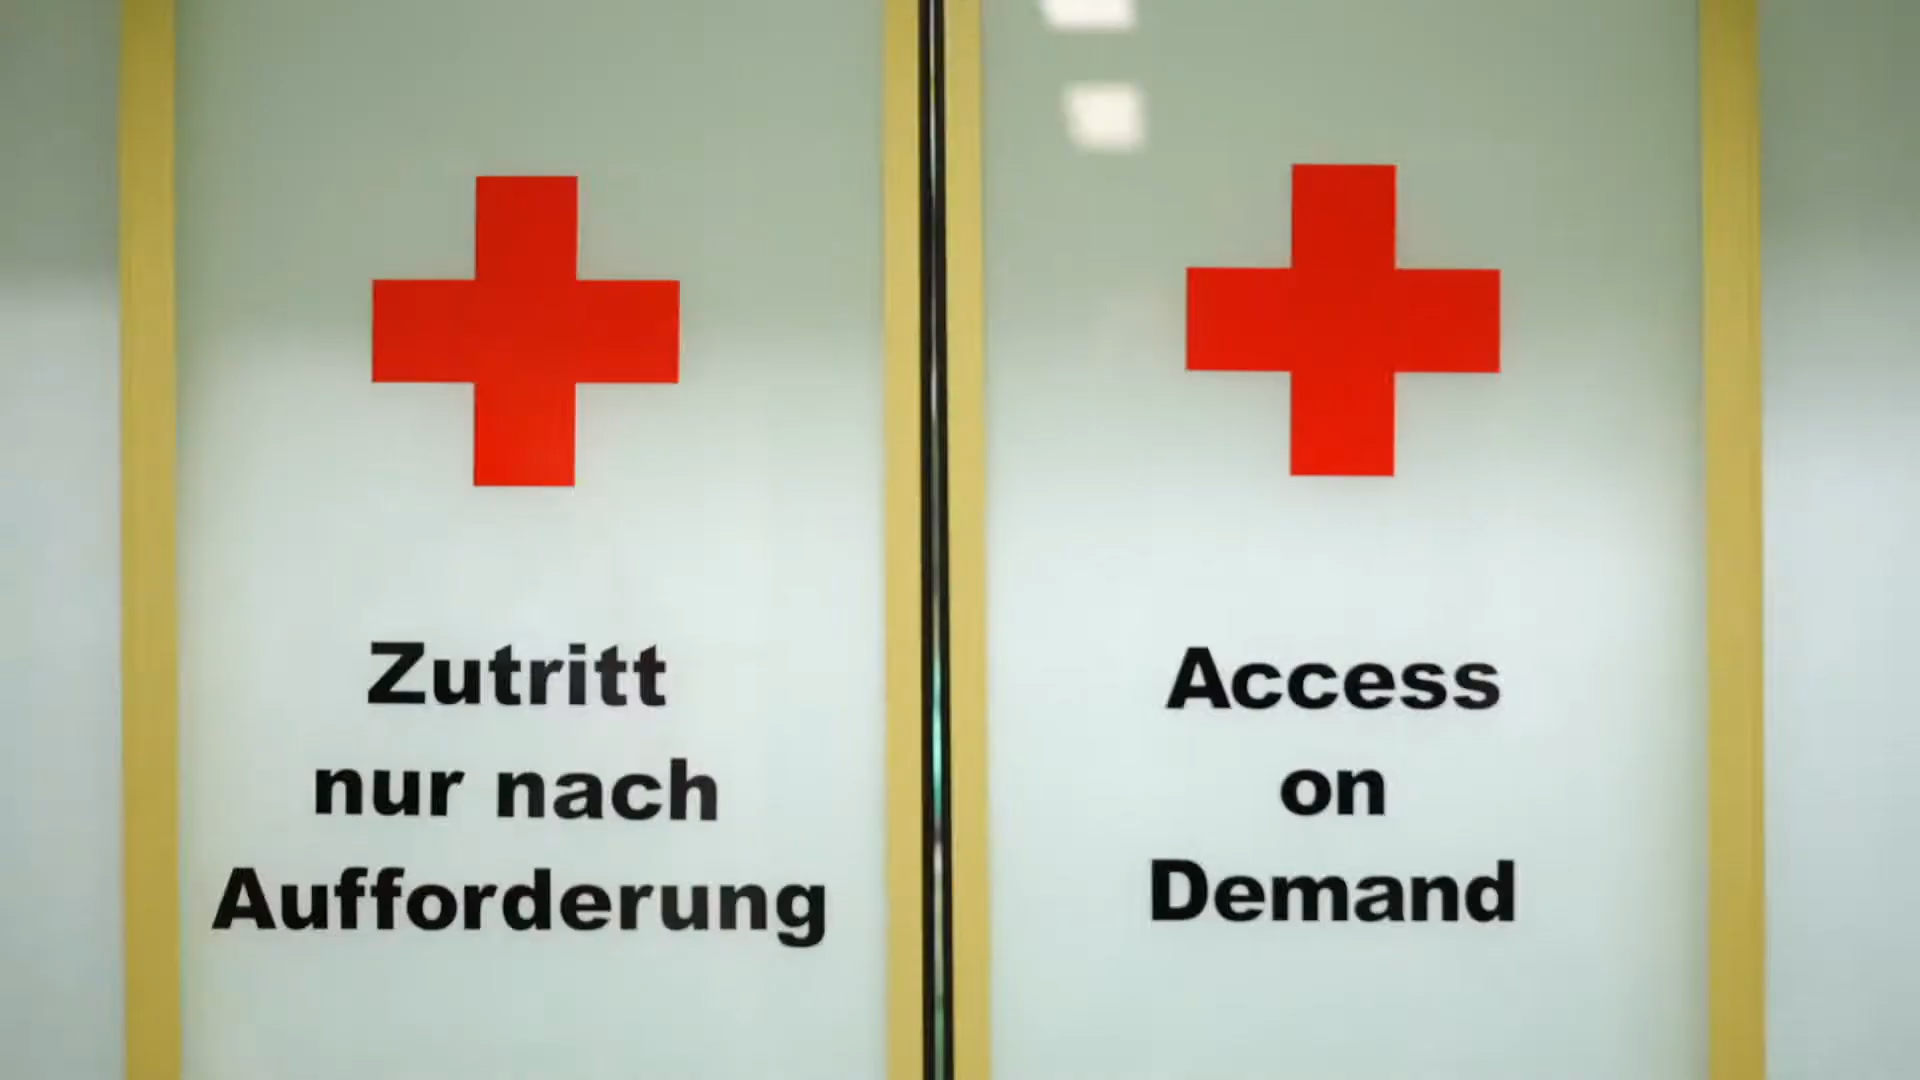 Zutritt
nur nach
Aufforderung
Access
on
Demand